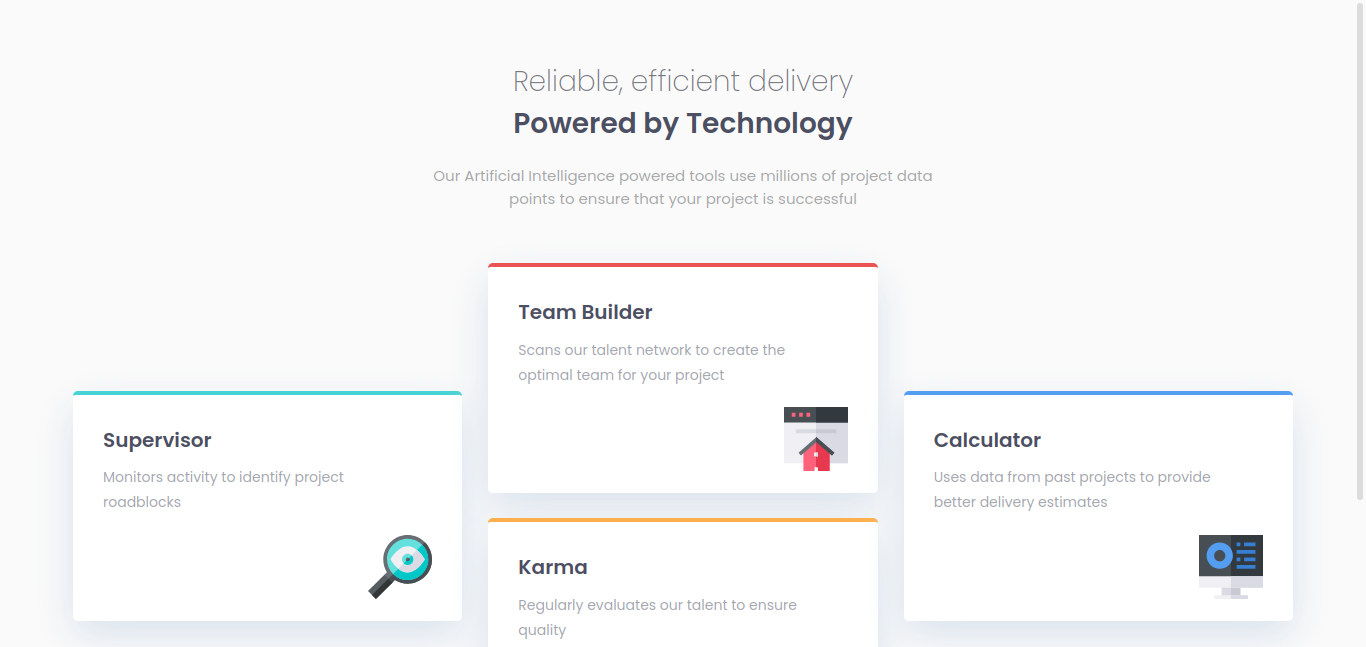 Reliable, efficient delivery
Powered by Technology
Our Artificial Intelligence powered tools use millions of project data
points to ensure that your project is successful
Team Builder
Scans our talent network to create the
optimal team for your project
Supervisor
Monitors activity to identify project
roadblocks
Calculator
Uses data from past projects to provide
better delivery estimates
Karma
Regularly evaluates our talent to ensure
quality